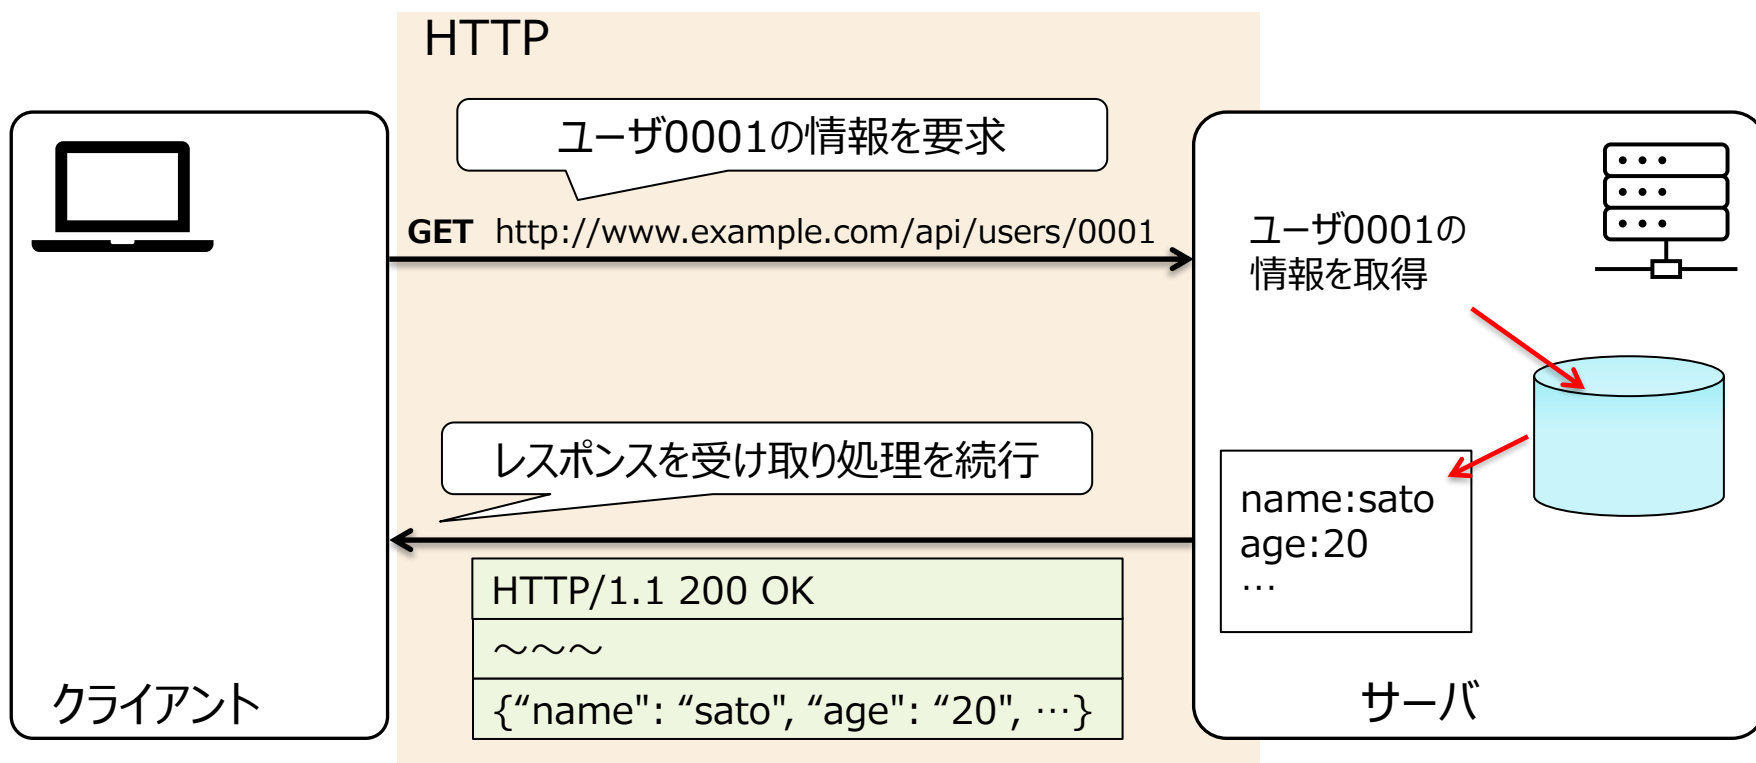 HTTP
ユーザ0001の情報を要求
GET http://www.example.com/api/users/0001
ユーザ0001の
情報を取得
レスポンスを受け取り処理を続行
name:sato
age:20
…
HTTP/1.1 200 OK
～～～
{“name": “sato", “age": “20", …}
クライアント
サーバ